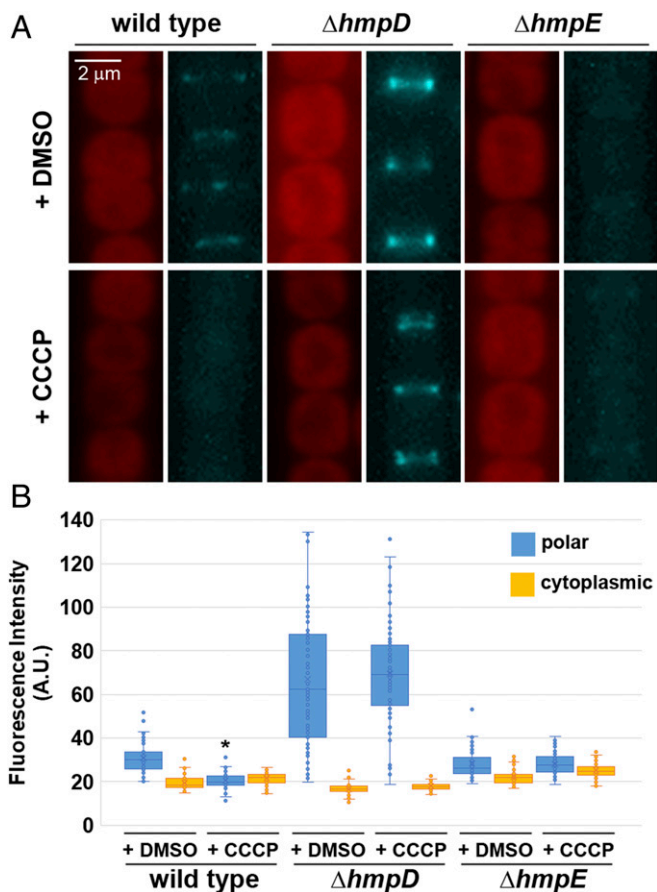 A
wild type ΔhmpD ΔhmpE
2 μm
+ DMSO
+ CCCP
B
140
120
100
80
60
40
20
0
Fluorescence Intensity
(A.U.)
polar
cytoplasmic
*
+ DMSO + CCCP + DMSO + CCCP + DMSO + CCCP
wild type ΔhmpD ΔhmpE